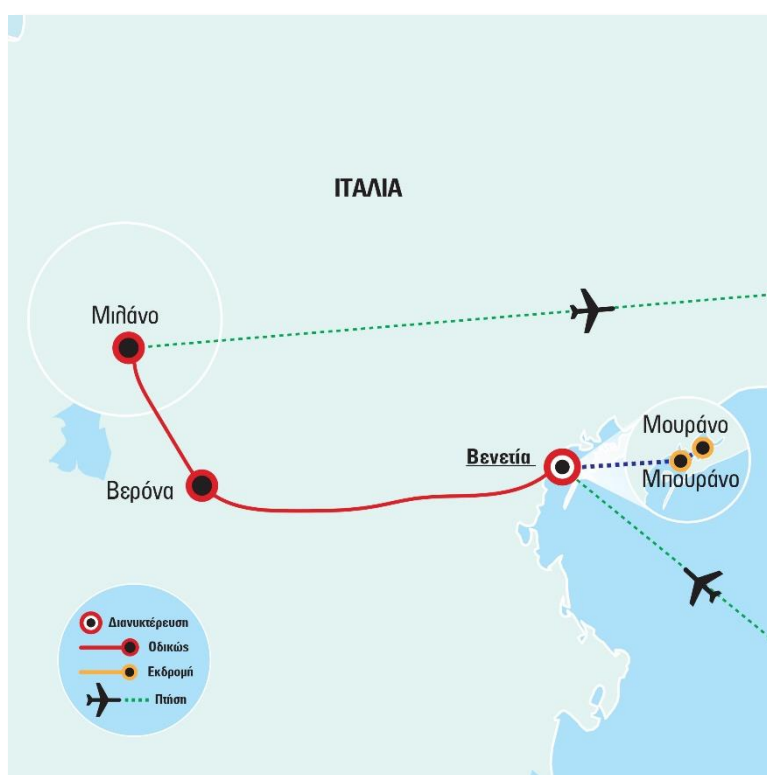 ΙΤΑΛΙΑ
Μιλάνο
Μουράνο
Βενετία
Μπουράνο
Βερόνα
Διανυκτέρευση
Οδικώς
Εκδρομή
Πτήση